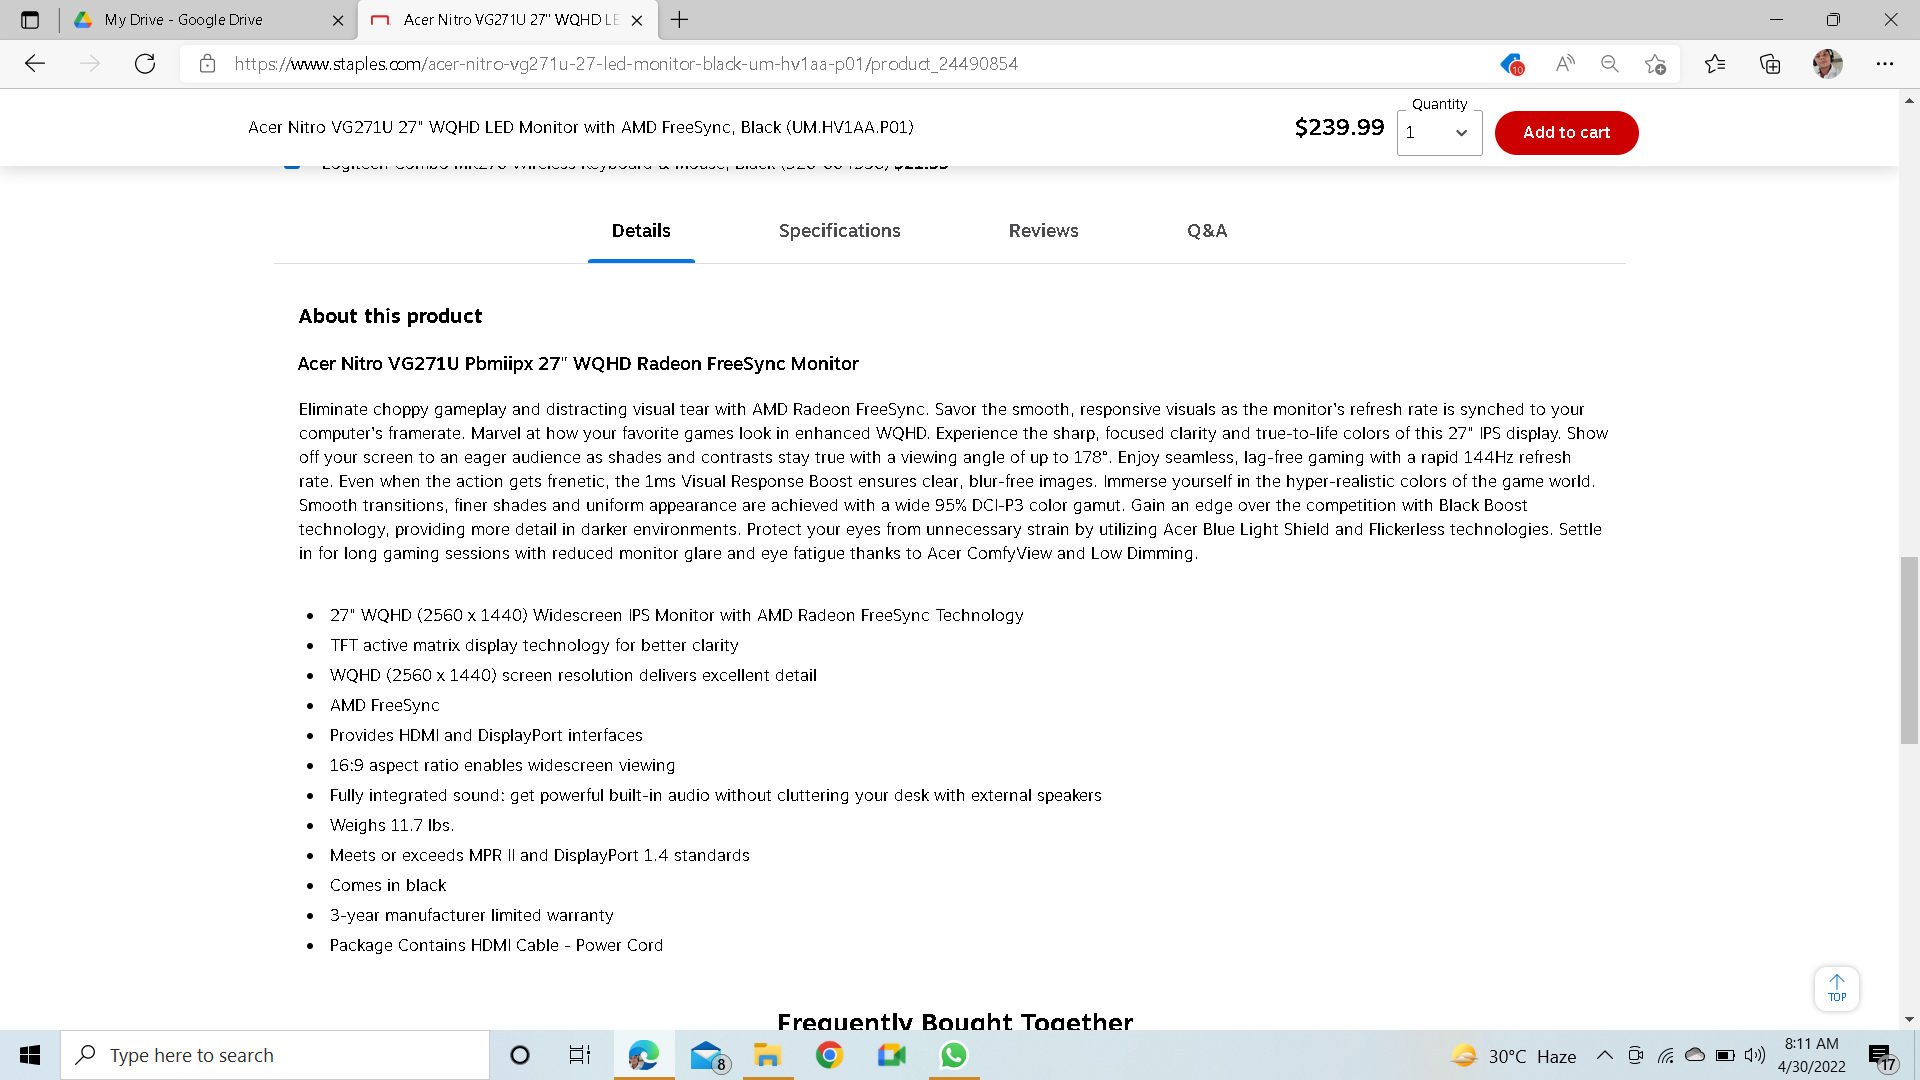 My Drive - Google Drive
Acer Nitro VG271U 27" WQHD LE
https://www.staples.com/acer-nitro-vg271u-27-led-monitor-black-um-hv1aa-p01/product_24490854
10
Acer Nitro VG271U 27" WQHD LED Monitor with AMD FreeSync, Black (UM.HV1AA.P01)
$239.99
Quantity
1
Add to cart
Details
Specifications
Reviews
Q&A
About this product
Acer Nitro VG271U Pbmiipx 27" WQHD Radeon FreeSync Monitor
Eliminate choppy gameplay and distracting visual tear with AMD Radeon FreeSync. Savor the smooth, responsive visuals as the monitor's refresh rate is synched to your
computer's framerate. Marvel at how your favorite games look in enhanced WQHD. Experience the sharp, focused clarity and true-to-life colors of this 27" IPS display. Show
off your screen to an eager audience as shades and contrasts stay true with a viewing angle of up to 178°. Enjoy seamless, lag-free gaming with a rapid 144Hz refresh
rate. Even when the action gets frenetic, the 1ms Visual Response Boost ensures clear, blur-free images. Immerse yourself in the hyper-realistic colors of the game world.
Smooth transitions, finer shades and uniform appearance are achieved with a wide 95% DCI-P3 color gamut. Gain an edge over the competition with Black Boost
technology, providing more detail in darker environments. Protect your eyes from unnecessary strain by utilizing Acer Blue Light Shield and Flickerless technologies. Settle
in for long gaming sessions with reduced monitor glare and eye fatigue thanks to Acer ComfyView and Low Dimming.
• 27" WQHD (2560 x 1440) Widescreen IPS Monitor with AMD Radeon FreeSync Technology
• TFT active matrix display technology for better clarity
• WQHD (2560 x 1440) screen resolution delivers excellent detail
• AMD FreeSync
• Provides HDMI and DisplayPort interfaces
• 16:9 aspect ratio enables widescreen viewing
• Fully integrated sound: get powerful built-in audio without cluttering your desk with external speakers
• Weighs 11.7 lbs.
• Meets or exceeds MPR II and DisplayPort 1.4 standards
• Comes in black
• 3-year manufacturer limited warranty
• Package Contains HDMI Cable - Power Cord
TOP
Frequently Bought Together
Type here to search
8
30°C Haze
8:11 AM
4/30/2022
17